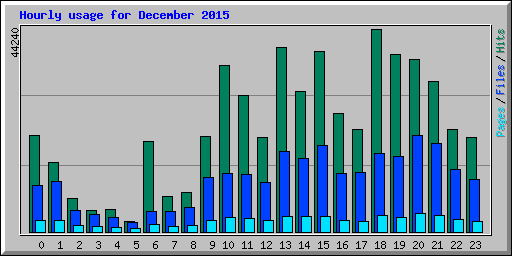 Hourly usage for December 2015
44240
Pages / Files / Hits
0 1 2 3 4 5 6 7 8 9 10 11 12 13 14 15 16 17 18 19 20 21 22 23